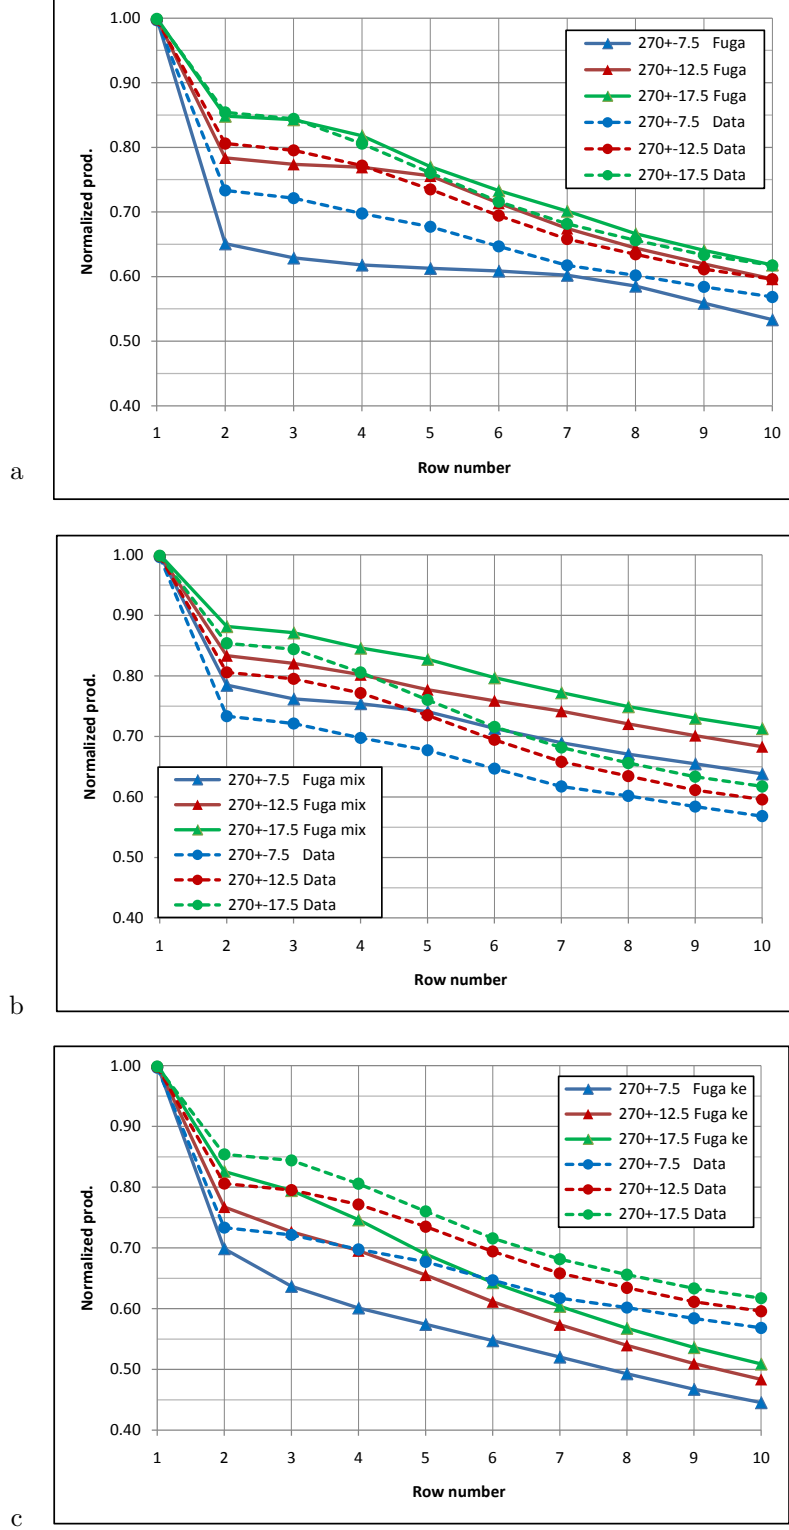 1.00
0.90
0.80
0.70
0.60
0.50
0.40
Normalized prod.
270+-7.5 Fuga
270+-12.5 Fuga
270+-17.5 Fuga
270+-7.5 Data
270+-12.5 Data
270+-17.5 Data
1 2 3 4 5 6 7 8 9 10
Row number
a
1.00
0.90
0.80
0.70
0.60
0.50
0.40
Normalized prod.
270+-7.5 Fuga mix
270+-12.5 Fuga mix
270+-17.5 Fuga mix
270+-7.5 Data
270+-12.5 Data
270+-17.5 Data
1 2 3 4 5 6 7 8 9 10
Row number
b
1.00
0.90
0.80
0.70
0.60
0.50
0.40
Normalized prod.
270+-7.5 Fuga ke
270+-12.5 Fuga ke
270+-17.5 Fuga ke
270+-7.5 Data
270+-12.5 Data
270+-17.5 Data
1 2 3 4 5 6 7 8 9 10
Row number
c